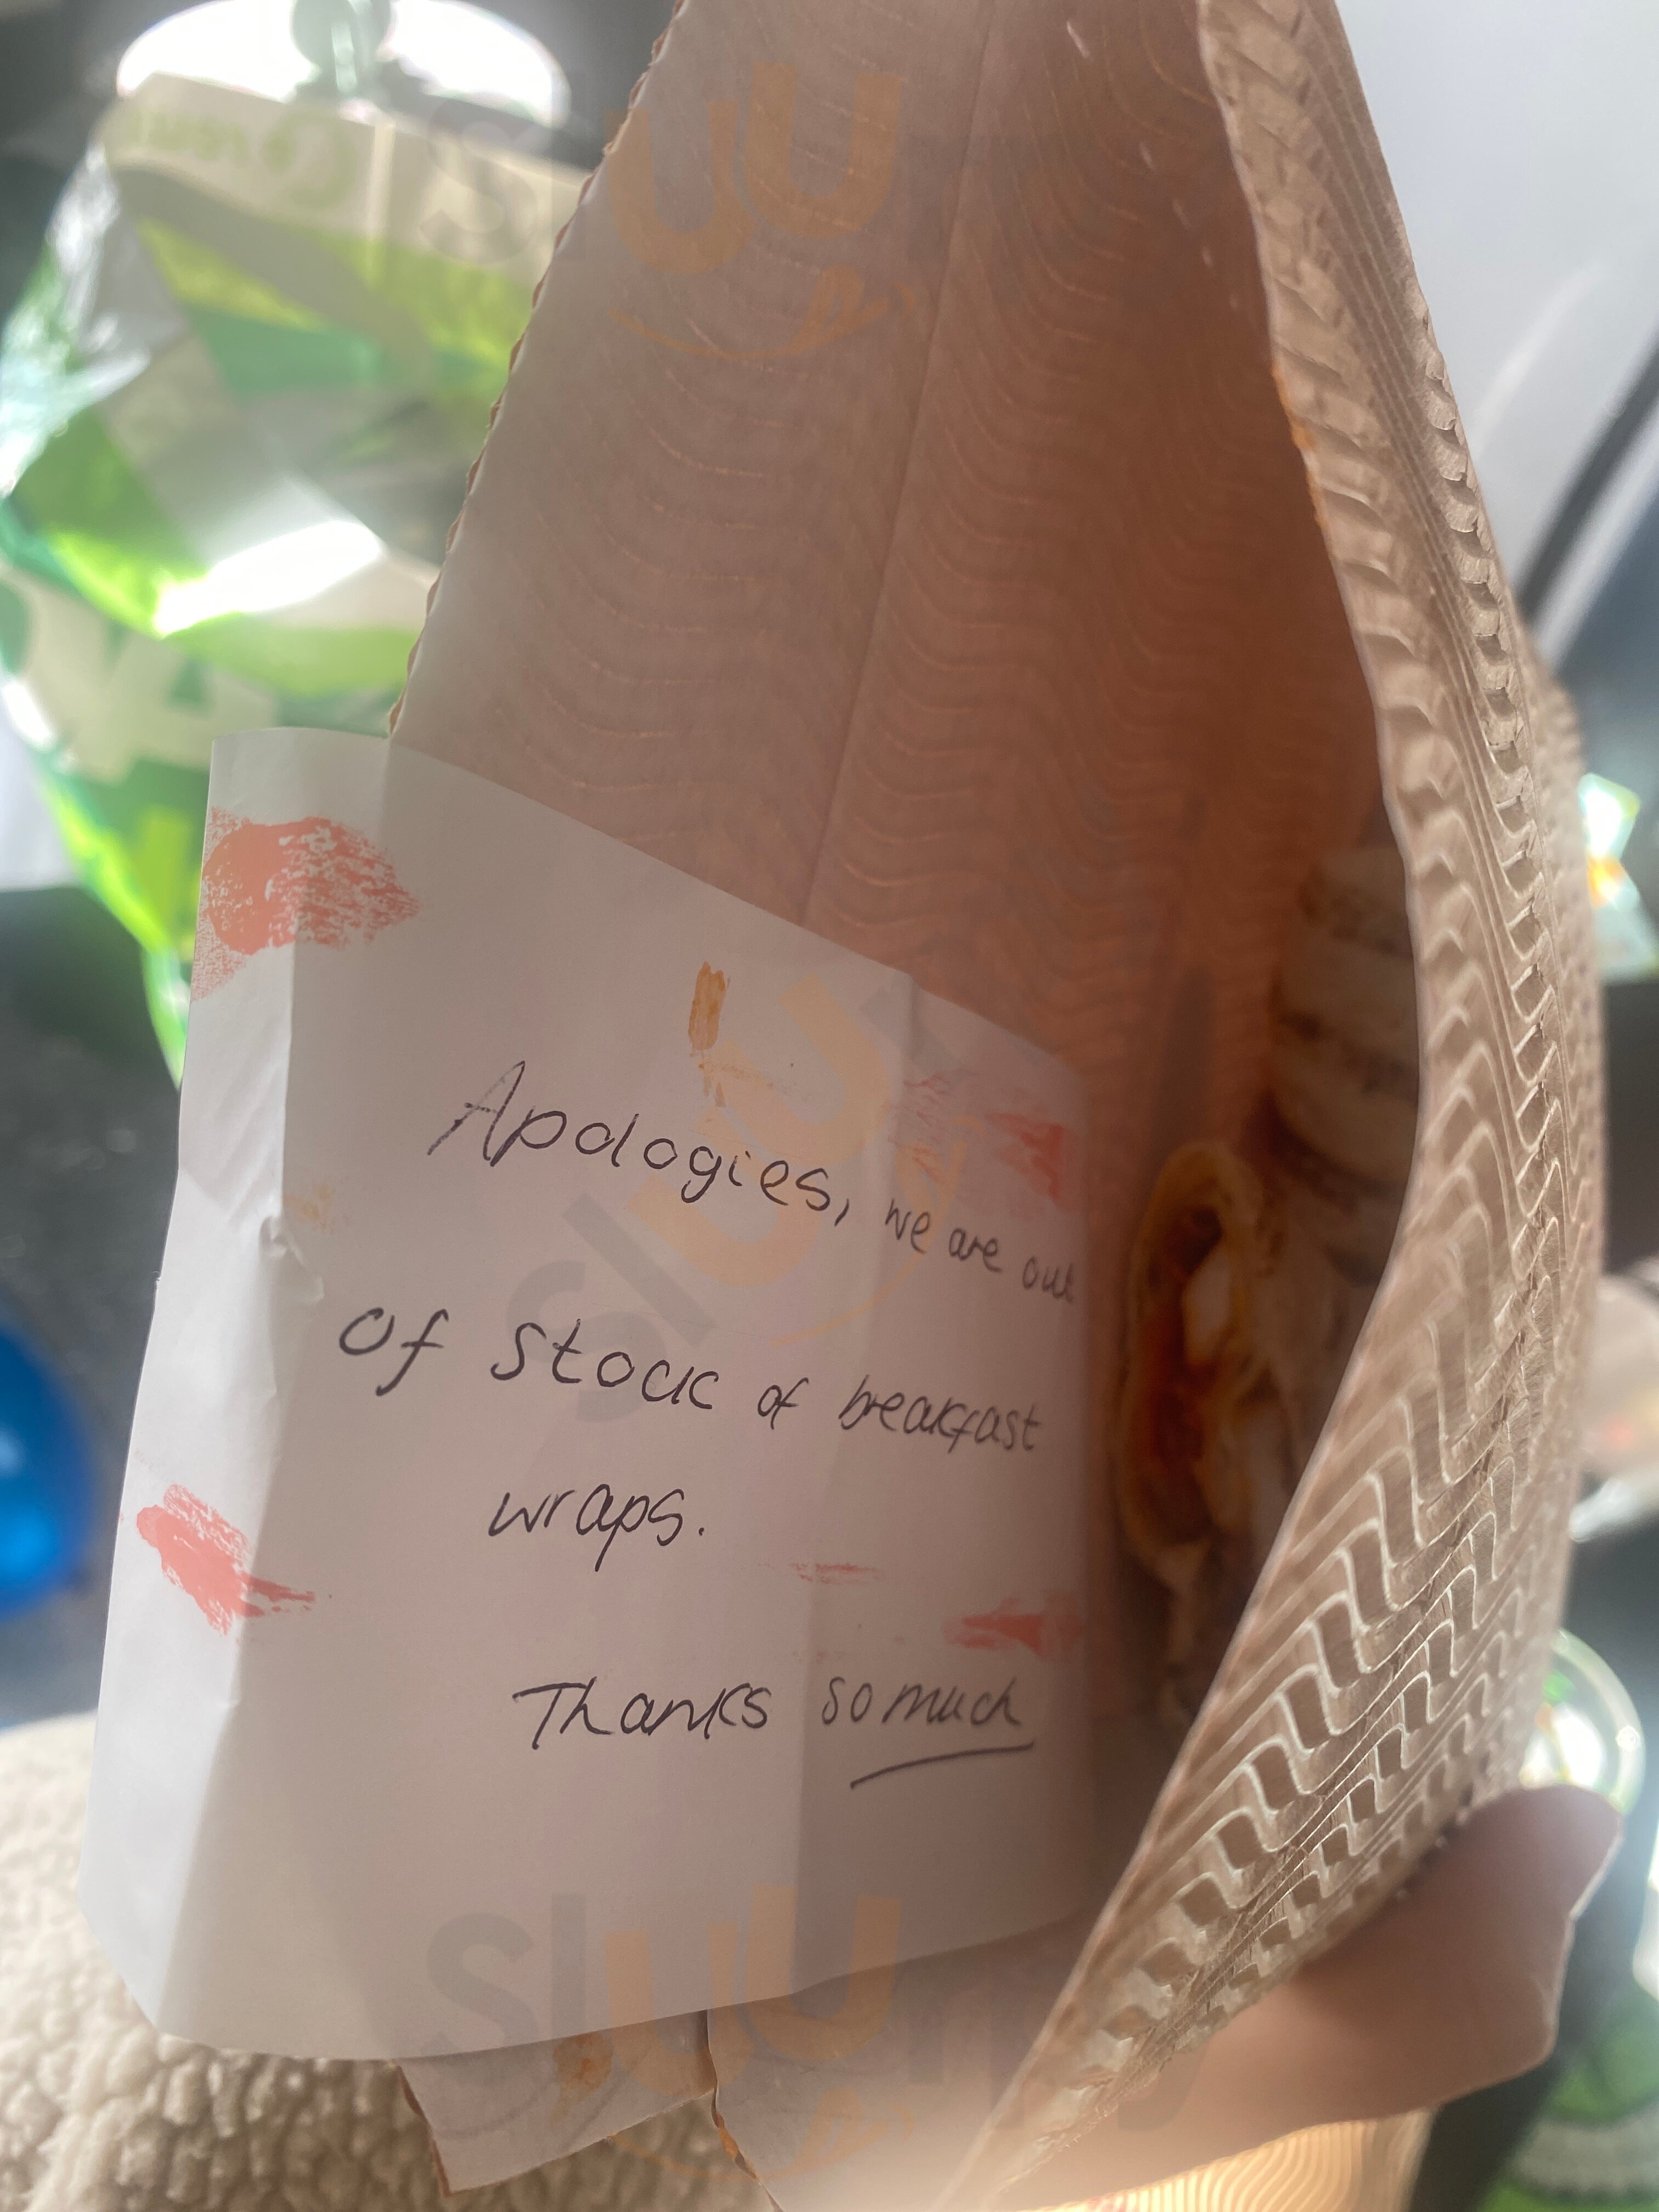 Apologies, we are out
of stock of breakfast
wraps.
Thanks so much